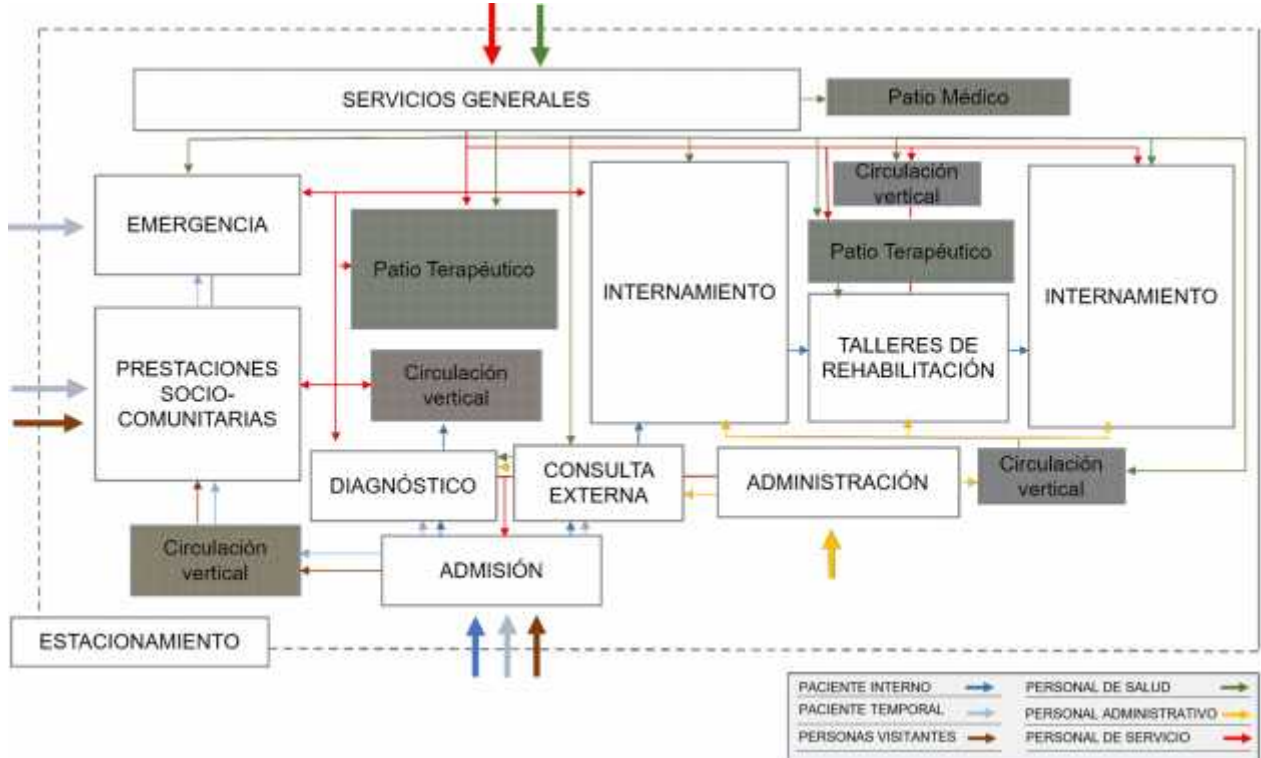 SERVICIOS GENERALES
Patio Médico
EMERGENCIA
Patio Terapéutico
INTERNAMIENTO
Circulación
vertical
Patio Terapéutico
TALLERES DE
REHABILITACIÓN
INTERNAMIENTO
PRESTACIONES
SOCIO-
COMUNITARIAS
Circulación
vertical
DIAGNÓSTICO
CONSULTA
EXTERNA
ADMINISTRACIÓN
Circulación
vertical
Circulación
vertical
ADMISIÓN
ESTACIONAMIENTO
PACIENTE INTERNO
PACIENTE TEMPORAL
PERSONAS VISITANTES
PERSONAL DE SALUD
PERSONAL ADMINISTRATIVO
PERSONAL DE SERVICIO